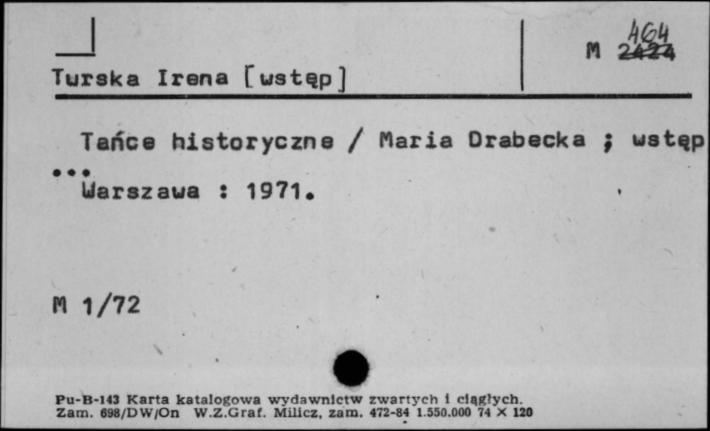 464
M 2424
Turska Irena [wstęp]
Tańce historyczne / Maria Drabecka ; wstęp
...
Warszawa : 1971.
M 1/72
Pu-B-143 Karta katalogowa wydawnictw zwartych i ciągłych.
Zam. 698/DW/On W.Z.Graf. Milicz, zam. 472-84 1.550.000 74 X 120